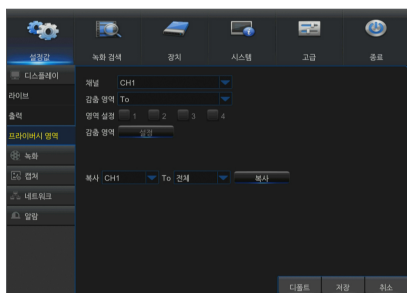 설정값 녹화 검색 장치 시스템 고급 종료
디스플레이
라이브
출력
프라이버시 영역
녹화
캡쳐
네트워크
알람
채널 CH1
감춤 영역 To
영역 설정 1 2 3 4
감춤 영역 설정
복사 CH1 To 전체 복사
디폴트 저장 취소